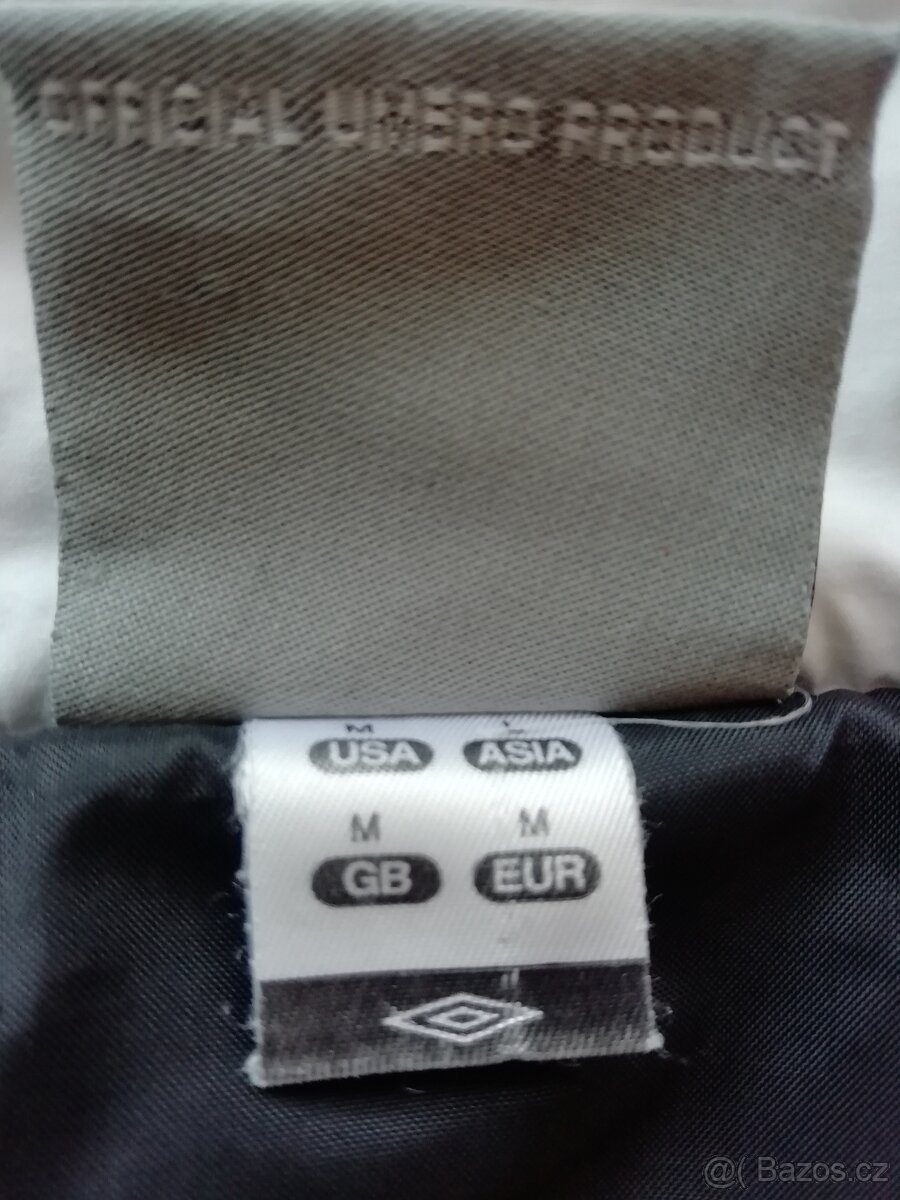 OFFICIAL UMBRO PRODUCT
M L
USA ASIA
M M
GB EUR
@( Bazos.cz